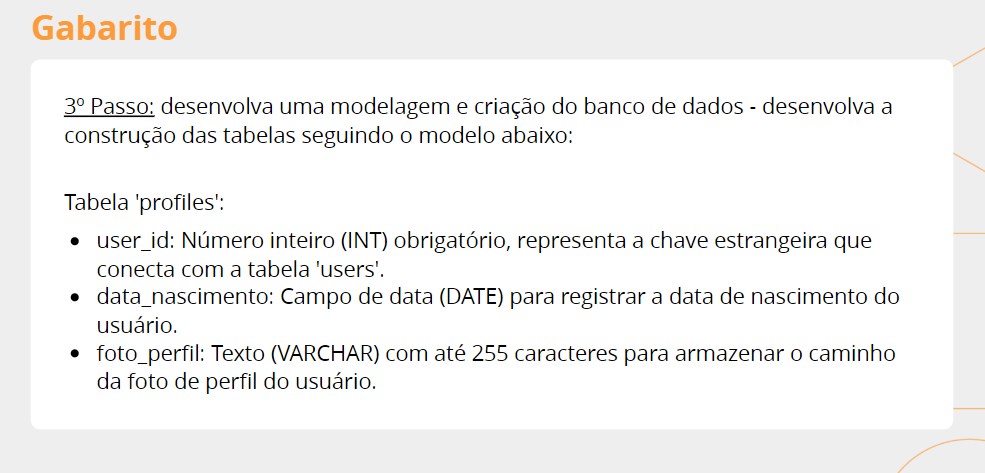 Gabarito
3º Passo: desenvolva uma modelagem e criação do banco de dados - desenvolva a
construção das tabelas seguindo o modelo abaixo:
Tabela 'profiles':
• user_id: Número inteiro (INT) obrigatório, representa a chave estrangeira que
conecta com a tabela 'users'.
• data_nascimento: Campo de data (DATE) para registrar a data de nascimento do
usuário.
• foto_perfil: Texto (VARCHAR) com até 255 caracteres para armazenar o caminho
da foto de perfil do usuário.